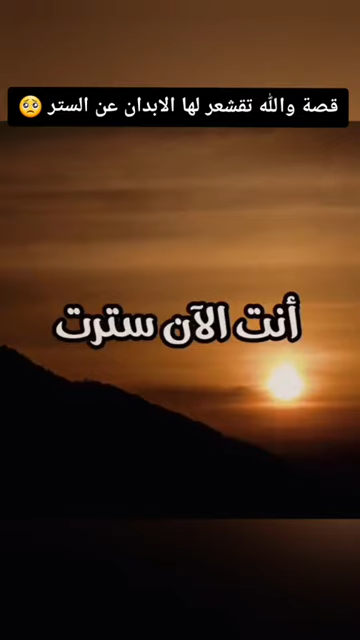 قصة والله تقشعر لها الابدان عن الستر 🥺
أنت الآن سترت